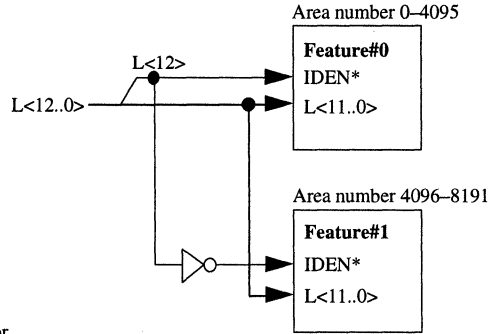 Area number 0–4095
Feature#0
L<12>
IDEN*
L<12..0>
L<11..0>
Area number 4096–8191
Feature#1
IDEN*
L<11..0>